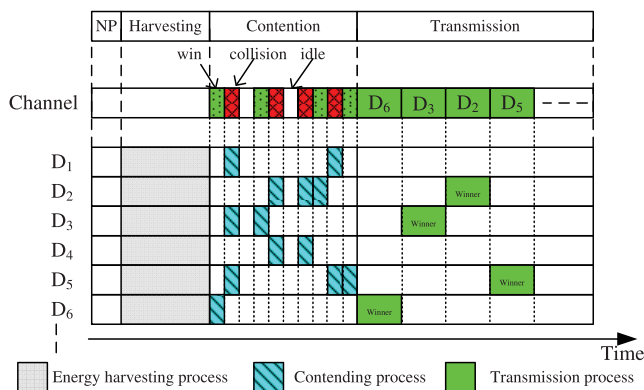 NP Harvesting Contention Transmission
win collision idle
Channel D6 D3 D2 D5
D1
D2 Winner
D3 Winner
D4
D5 Winner
D6 Winner
Time
Energy harvesting process Contending process Transmission process